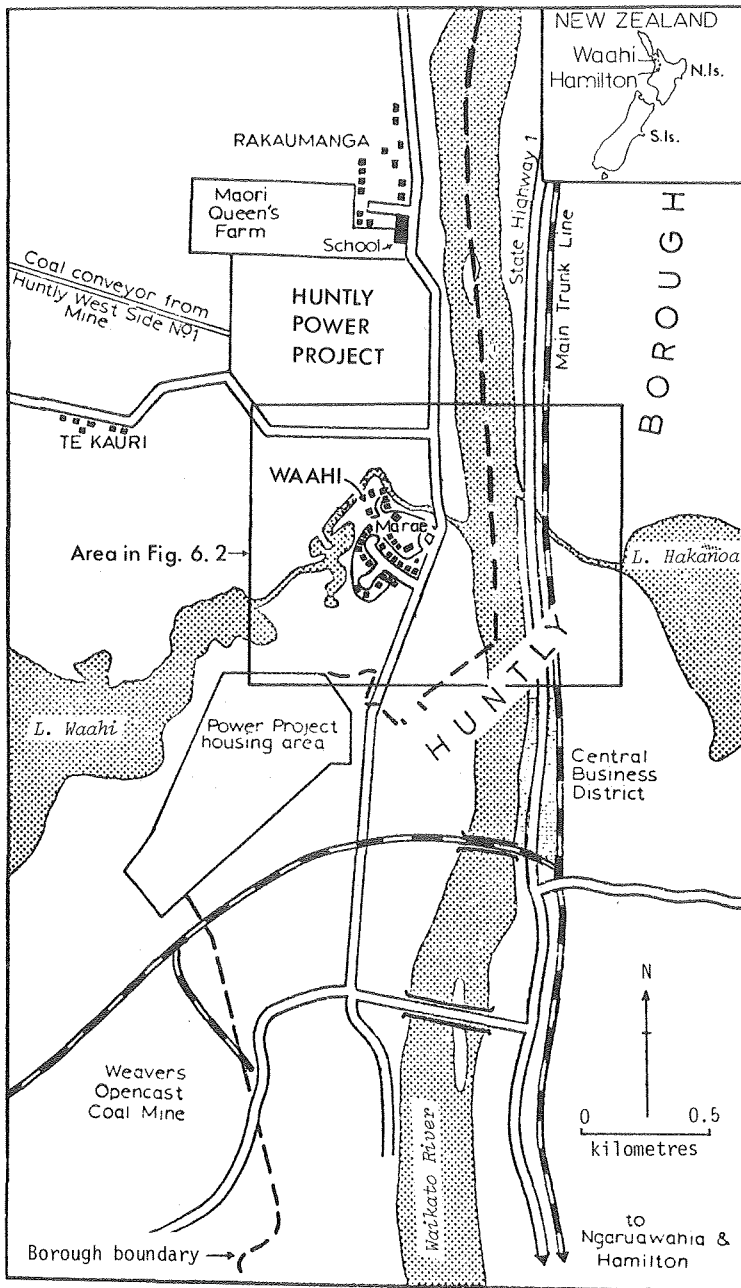 NEW ZEALAND
Waahi
Hamilton
N.Is.
S.Is.
RAKAUMANGA
Maori
Queen's
Farm
School
State Highway 1
Main Trunk Line
BOROUGH
Coal conveyor from
Huntly West Side No.1
Mine
HUNTLY
POWER
PROJECT
TE KAURI
WAAHI
Marae
Area in Fig. 6.2
L. Hakanoa
HUNTLY
L. Waahi
Power Project
housing area
Central
Business
District
N
Weavers
Opencast
Coal Mine
0 0.5
kilometres
Waikato River
Borough boundary
to
Ngaruawahia &
Hamilton